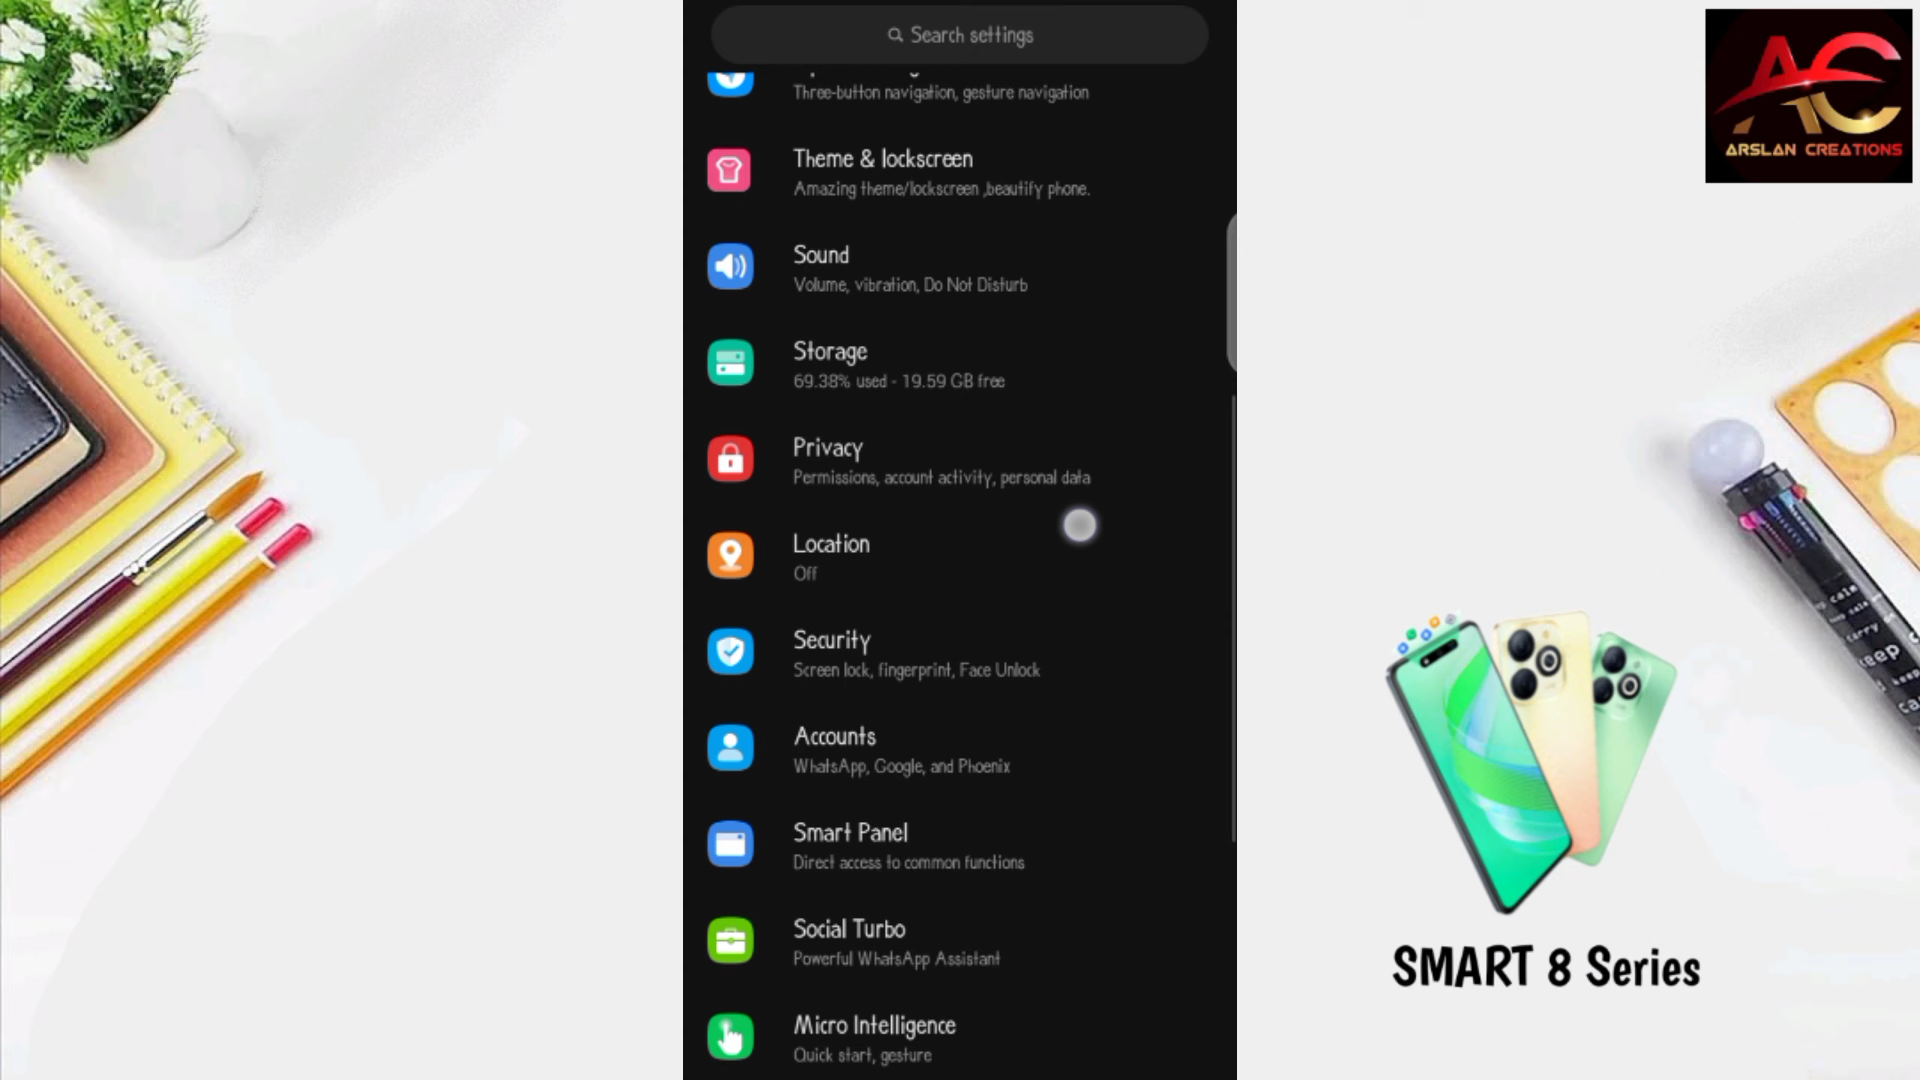 Search settings
Three-button navigation, gesture navigation
Theme & lockscreen
Amazing theme/lockscreen ,beautify phone.
Sound
Volume, vibration, Do Not Disturb
Storage
69.38% used - 19.59 GB free
Privacy
Permissions, account activity, personal data
Location
Off
Security
Screen lock, fingerprint, Face Unlock
Accounts
WhatsApp, Google, and Phoenix
Smart Panel
Direct access to common functions
Social Turbo
Powerful WhatsApp Assistant
Micro Intelligence
Quick start, gesture
AC
ARSLAN CREATIONS
SMART 8 Series